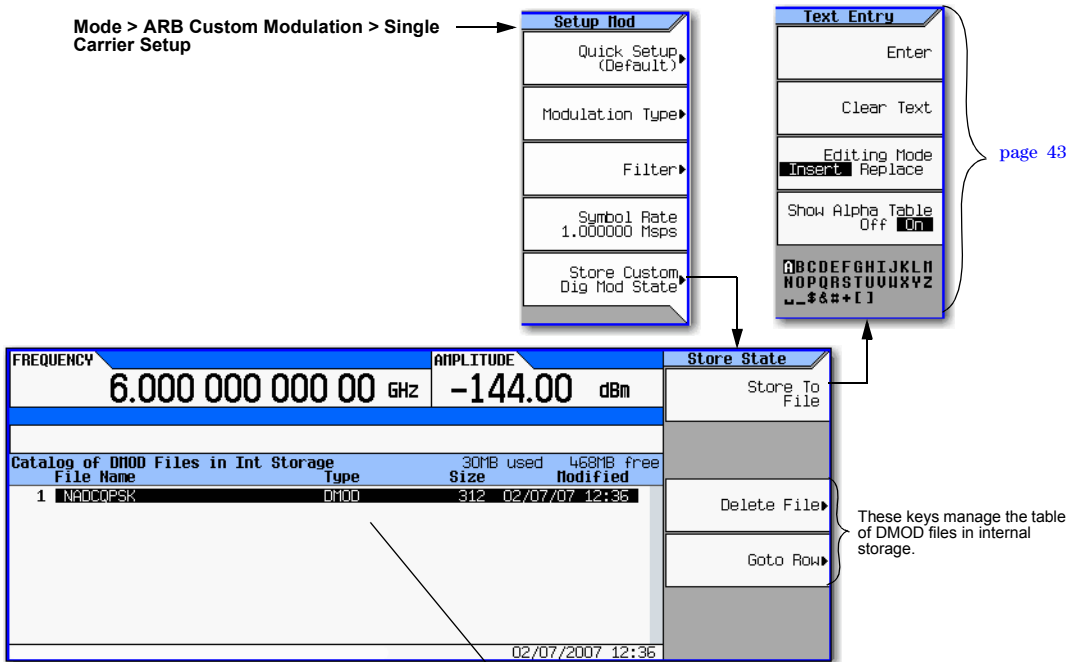 Mode > ARB Custom Modulation > Single
Carrier Setup
Setup Mod
Quick Setup
(Default)
Modulation Type
Filter
Symbol Rate
1.000000 Msps
Store Custom
Dig Mod State
Text Entry
Enter
Clear Text
Editing Mode
Insert Replace
Show Alpha Table
Off On
ABCDEFGHIJKLM
NOPQRSTUVWXYZ
␣_$&#+[]
page 43
FREQUENCY
6.000 000 000 00 GHz
AMPLITUDE
-144.00 dBm
Catalog of DMOD Files in Int Storage 30MB used 468MB free
File Name Type Size Modified
1 NADCQPSK DMOD 312 02/07/07 12:36
02/07/2007 12:36
Store State
Store To
File
Delete File
Goto Row
These keys manage the table
of DMOD files in internal
storage.